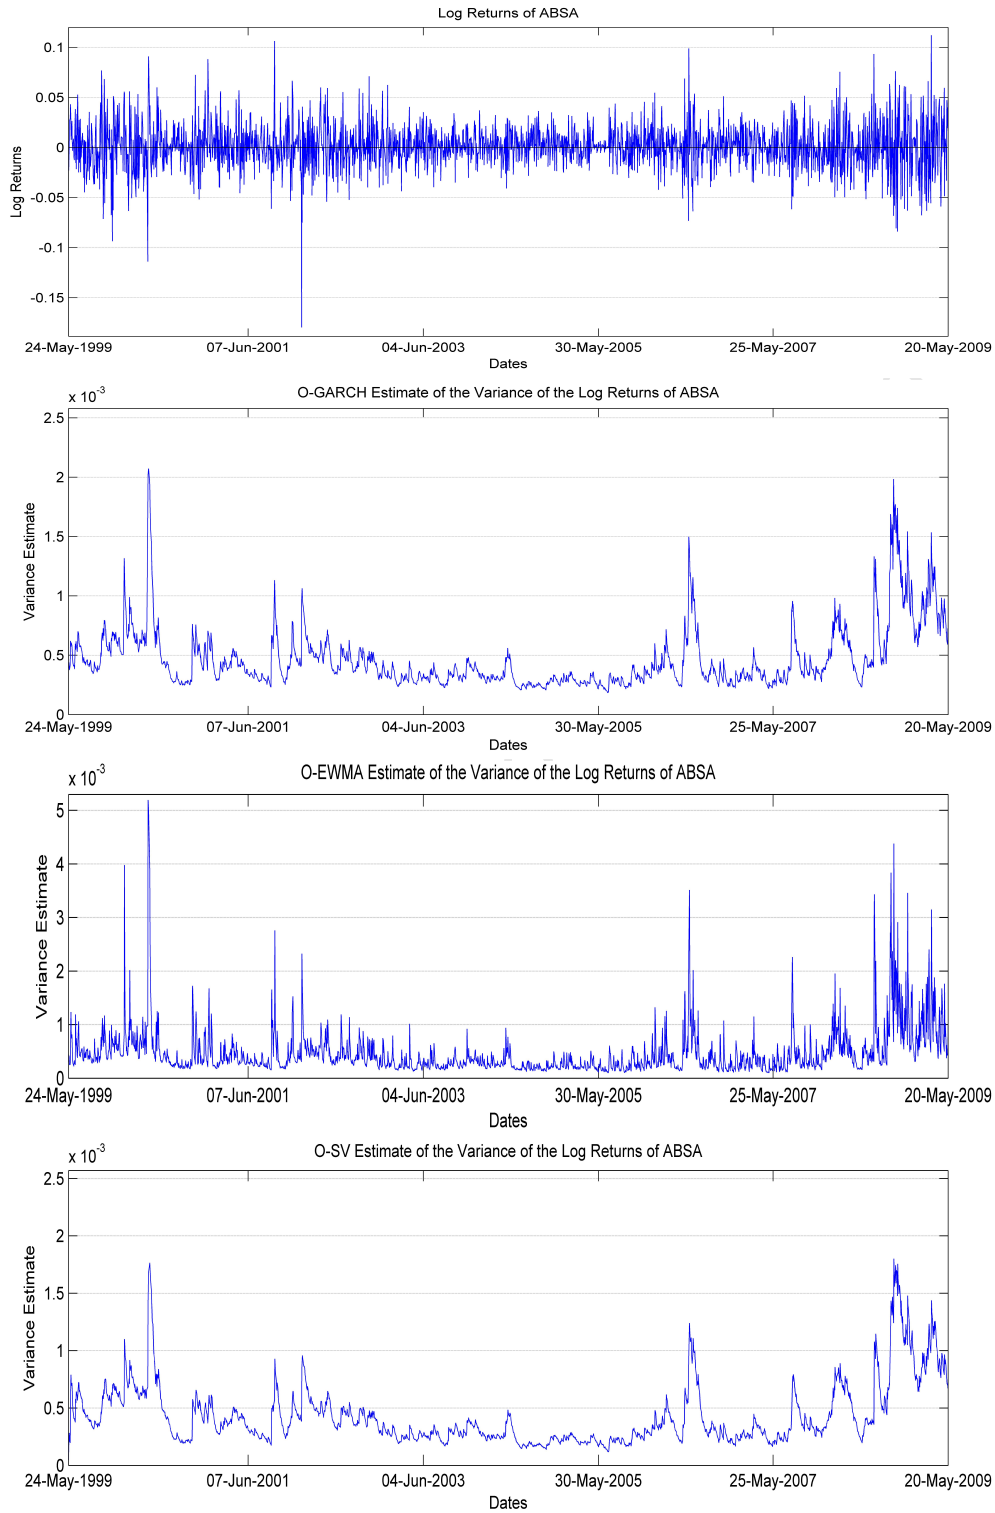 Log Returns of ABSA
0.1
0.05
0
-0.05
-0.1
-0.15
Log Returns
24-May-1999 07-Jun-2001 04-Jun-2003 30-May-2005 25-May-2007 20-May-2009
Dates
x 10-3
O-GARCH Estimate of the Variance of the Log Returns of ABSA
2.5
2
1.5
1
0.5
0
Variance Estimate
24-May-1999 07-Jun-2001 04-Jun-2003 30-May-2005 25-May-2007 20-May-2009
Dates
x 10-3
O-EWMA Estimate of the Variance of the Log Returns of ABSA
5
4
3
2
1
0
Variance Estimate
24-May-1999 07-Jun-2001 04-Jun-2003 30-May-2005 25-May-2007 20-May-2009
Dates
x 10-3
O-SV Estimate of the Variance of the Log Returns of ABSA
2.5
2
1.5
1
0.5
0
Variance Estimate
24-May-1999 07-Jun-2001 04-Jun-2003 30-May-2005 25-May-2007 20-May-2009
Dates